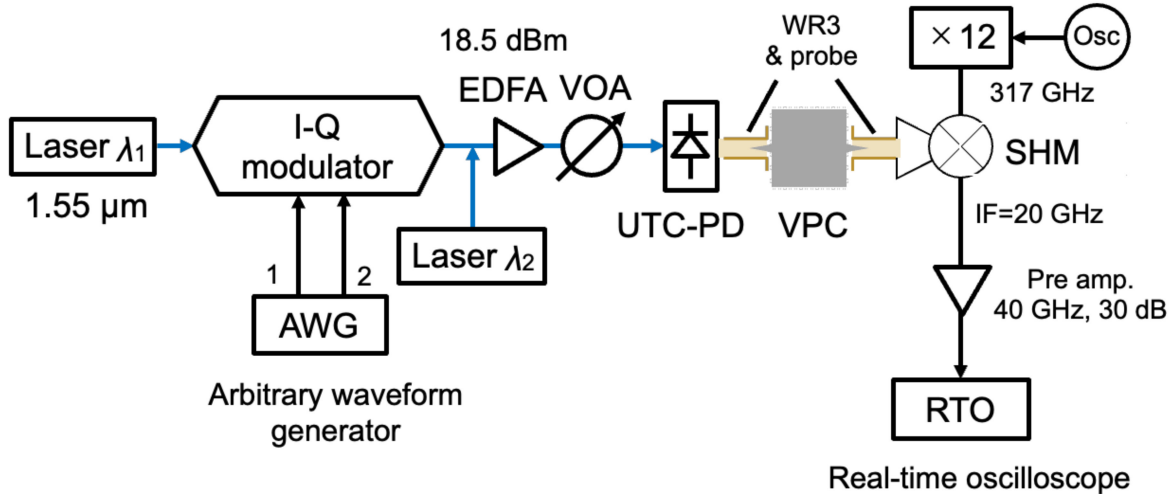 WR3
& probe
× 12
Osc
18.5 dBm
EDFA VOA
317 GHz
Laser λ1
I-Q
modulator
SHM
1.55 μm
UTC-PD
VPC
IF=20 GHz
Laser λ2
1
2
Pre amp.
40 GHz, 30 dB
AWG
Arbitrary waveform
generator
RTO
Real-time oscilloscope